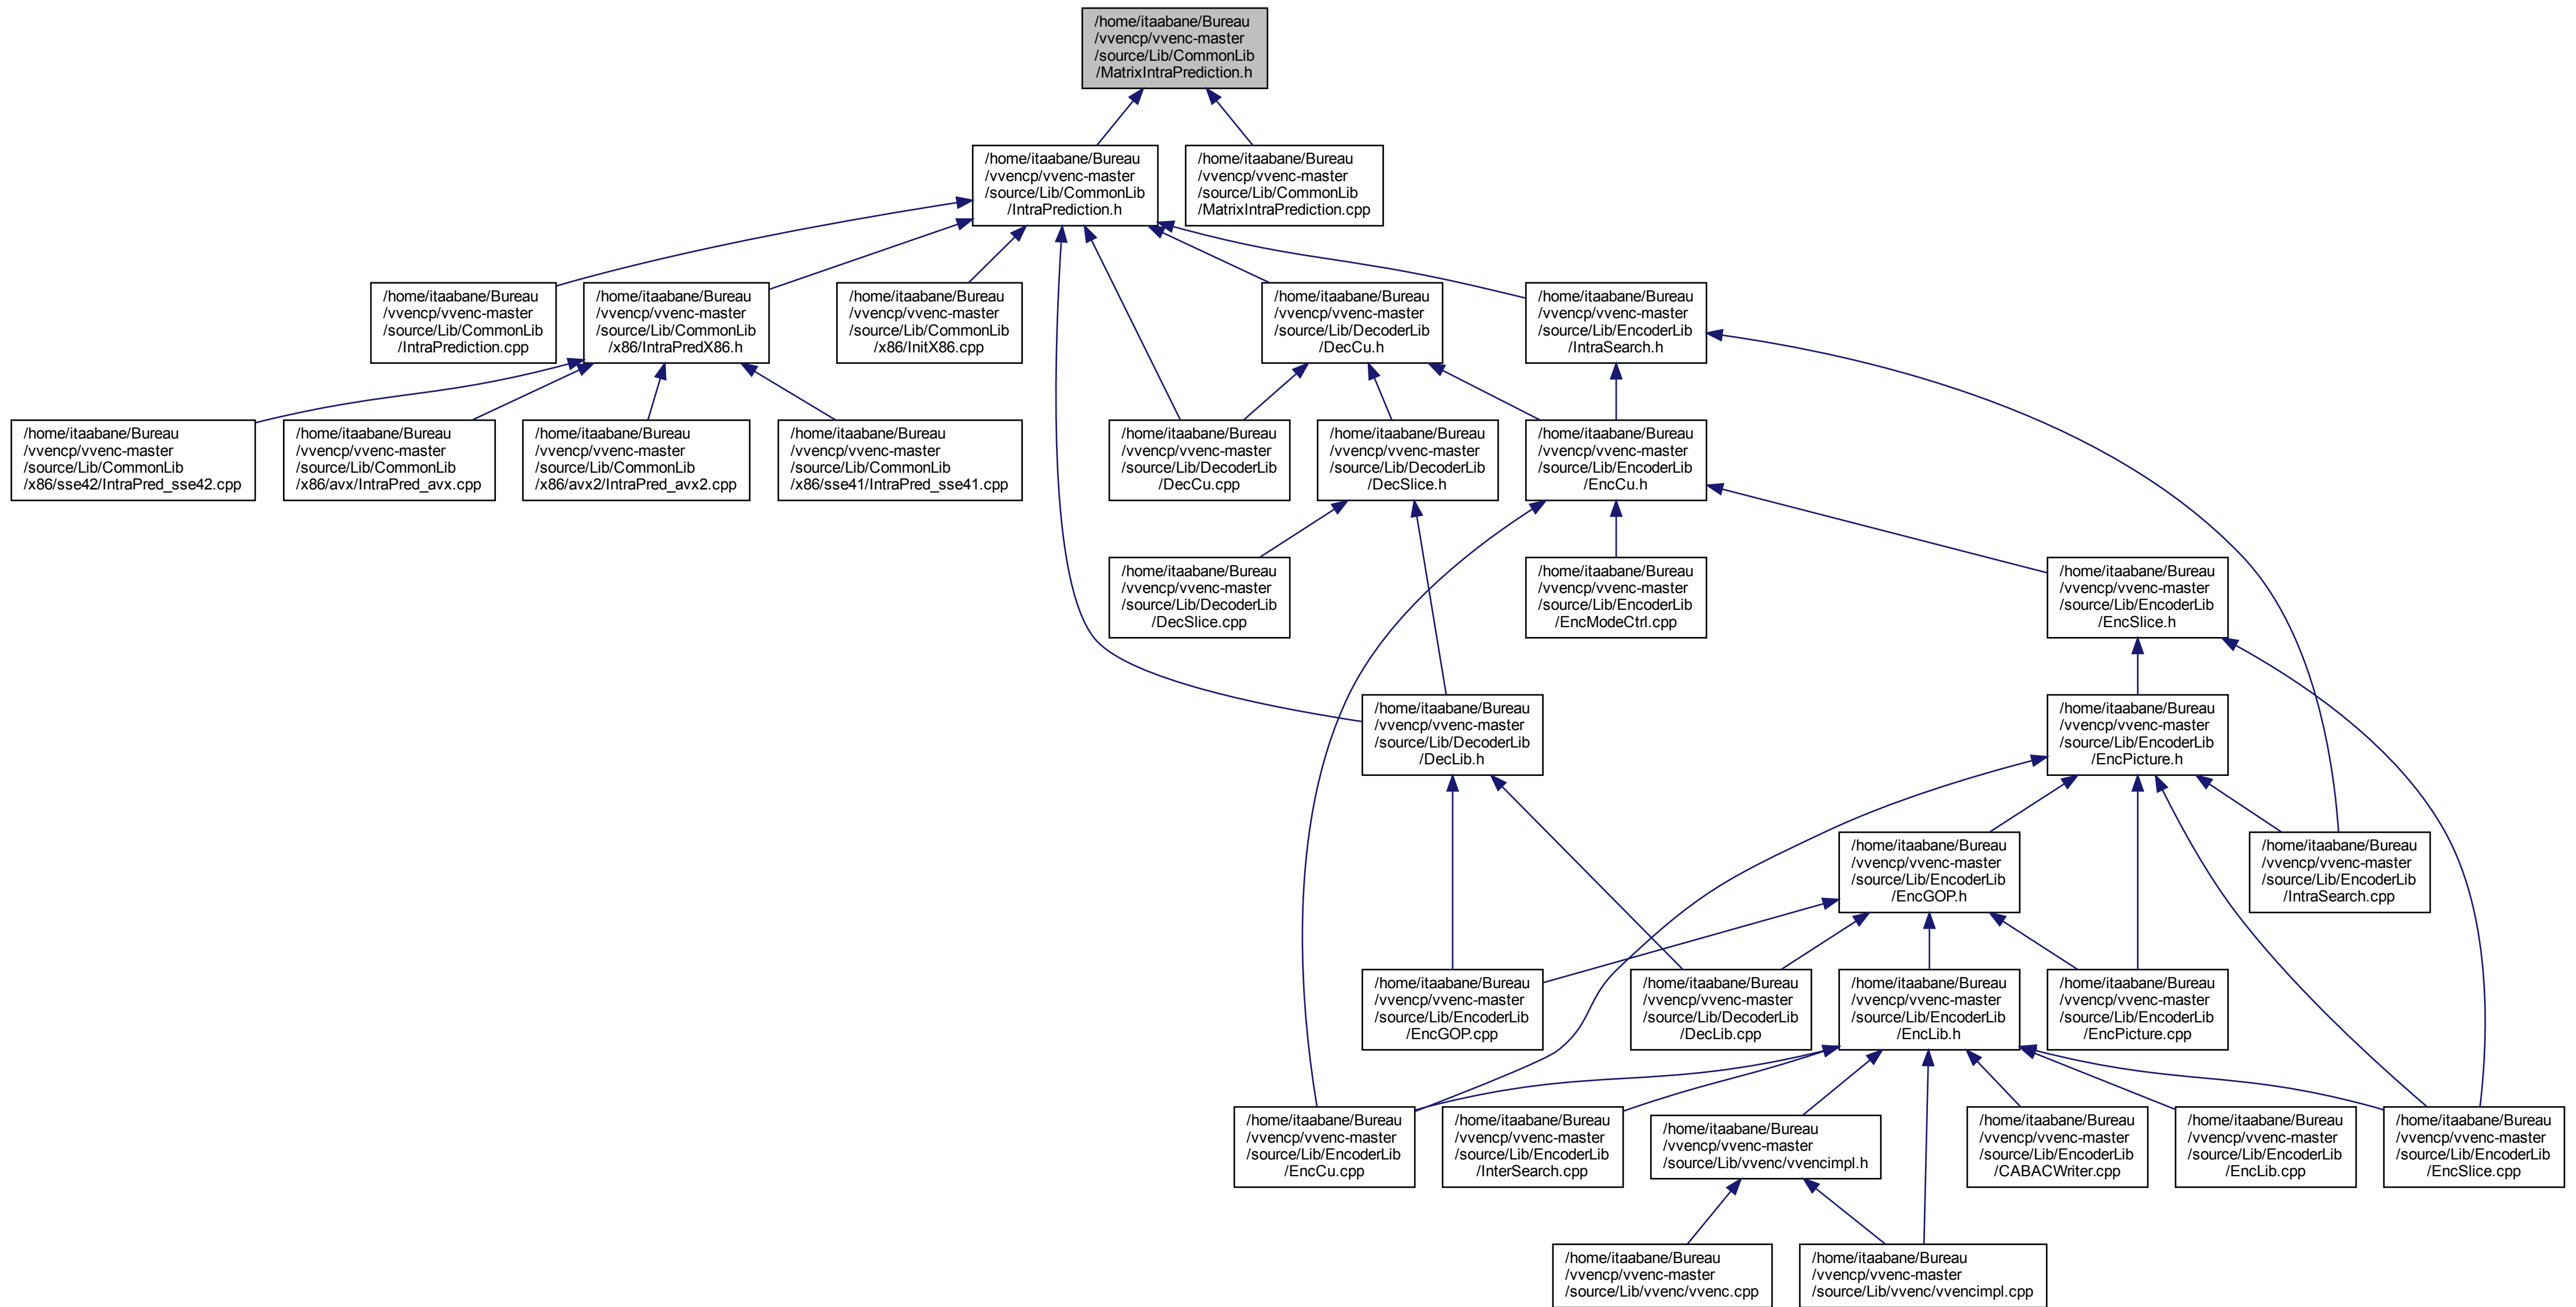 /home/itaabane/Bureau
/vvencp/vvenc-master
/source/Lib/CommonLib
/MatrixIntraPrediction.h
/home/itaabane/Bureau
/vvencp/vvenc-master
/source/Lib/CommonLib
/IntraPrediction.h
/home/itaabane/Bureau
/vvencp/vvenc-master
/source/Lib/CommonLib
/MatrixIntraPrediction.cpp
/home/itaabane/Bureau
/vvencp/vvenc-master
/source/Lib/CommonLib
/IntraPrediction.cpp
/home/itaabane/Bureau
/vvencp/vvenc-master
/source/Lib/CommonLib
/x86/IntraPredX86.h
/home/itaabane/Bureau
/vvencp/vvenc-master
/source/Lib/CommonLib
/x86/InitX86.cpp
/home/itaabane/Bureau
/vvencp/vvenc-master
/source/Lib/DecoderLib
/DecCu.h
/home/itaabane/Bureau
/vvencp/vvenc-master
/source/Lib/EncoderLib
/IntraSearch.h
/home/itaabane/Bureau
/vvencp/vvenc-master
/source/Lib/CommonLib
/x86/sse42/IntraPred_sse42.cpp
/home/itaabane/Bureau
/vvencp/vvenc-master
/source/Lib/CommonLib
/x86/avx/IntraPred_avx.cpp
/home/itaabane/Bureau
/vvencp/vvenc-master
/source/Lib/CommonLib
/x86/avx2/IntraPred_avx2.cpp
/home/itaabane/Bureau
/vvencp/vvenc-master
/source/Lib/CommonLib
/x86/sse41/IntraPred_sse41.cpp
/home/itaabane/Bureau
/vvencp/vvenc-master
/source/Lib/DecoderLib
/DecCu.cpp
/home/itaabane/Bureau
/vvencp/vvenc-master
/source/Lib/DecoderLib
/DecSlice.h
/home/itaabane/Bureau
/vvencp/vvenc-master
/source/Lib/EncoderLib
/EncCu.h
/home/itaabane/Bureau
/vvencp/vvenc-master
/source/Lib/DecoderLib
/DecSlice.cpp
/home/itaabane/Bureau
/vvencp/vvenc-master
/source/Lib/EncoderLib
/EncModeCtrl.cpp
/home/itaabane/Bureau
/vvencp/vvenc-master
/source/Lib/EncoderLib
/EncSlice.h
/home/itaabane/Bureau
/vvencp/vvenc-master
/source/Lib/DecoderLib
/DecLib.h
/home/itaabane/Bureau
/vvencp/vvenc-master
/source/Lib/EncoderLib
/EncPicture.h
/home/itaabane/Bureau
/vvencp/vvenc-master
/source/Lib/EncoderLib
/EncGOP.h
/home/itaabane/Bureau
/vvencp/vvenc-master
/source/Lib/EncoderLib
/IntraSearch.cpp
/home/itaabane/Bureau
/vvencp/vvenc-master
/source/Lib/EncoderLib
/EncGOP.cpp
/home/itaabane/Bureau
/vvencp/vvenc-master
/source/Lib/DecoderLib
/DecLib.cpp
/home/itaabane/Bureau
/vvencp/vvenc-master
/source/Lib/EncoderLib
/EncLib.h
/home/itaabane/Bureau
/vvencp/vvenc-master
/source/Lib/EncoderLib
/EncPicture.cpp
/home/itaabane/Bureau
/vvencp/vvenc-master
/source/Lib/EncoderLib
/EncCu.cpp
/home/itaabane/Bureau
/vvencp/vvenc-master
/source/Lib/EncoderLib
/InterSearch.cpp
/home/itaabane/Bureau
/vvencp/vvenc-master
/source/Lib/vvenc/vvencimpl.h
/home/itaabane/Bureau
/vvencp/vvenc-master
/source/Lib/EncoderLib
/CABACWriter.cpp
/home/itaabane/Bureau
/vvencp/vvenc-master
/source/Lib/EncoderLib
/EncLib.cpp
/home/itaabane/Bureau
/vvencp/vvenc-master
/source/Lib/EncoderLib
/EncSlice.cpp
/home/itaabane/Bureau
/vvencp/vvenc-master
/source/Lib/vvenc/vvenc.cpp
/home/itaabane/Bureau
/vvencp/vvenc-master
/source/Lib/vvenc/vvencimpl.cpp